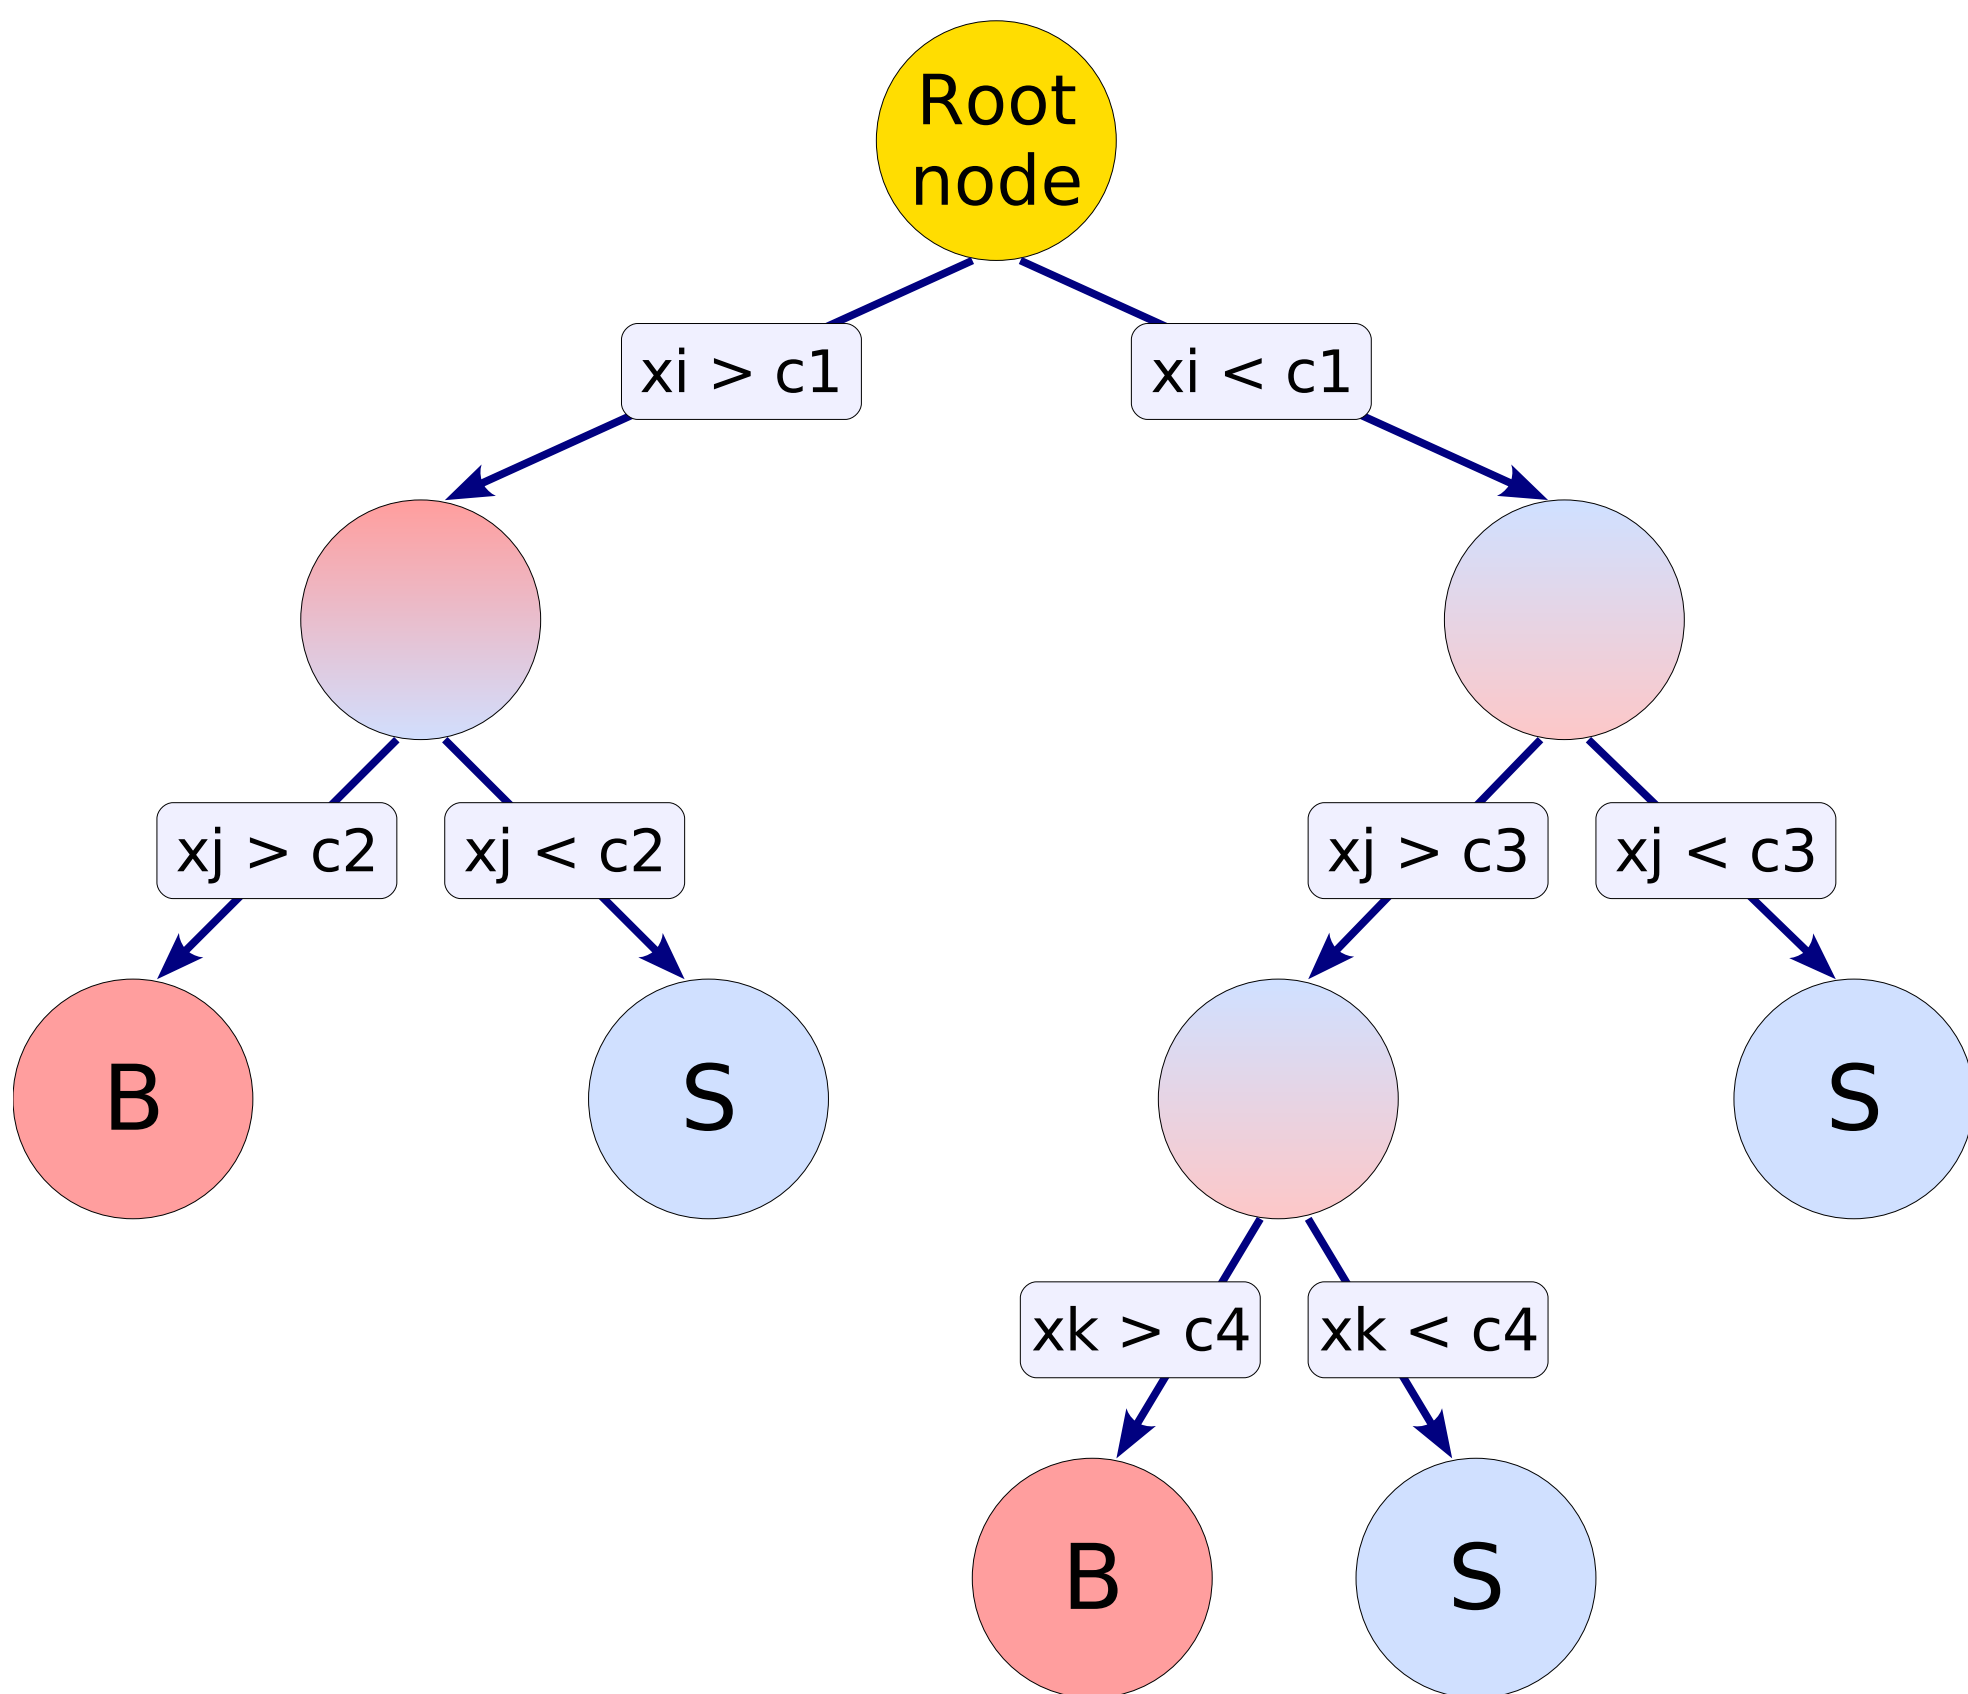 Root
node
xi > c1
xi < c1
xj > c2
xj < c2
xj > c3
xj < c3
B
S
S
xk > c4
xk < c4
B
S